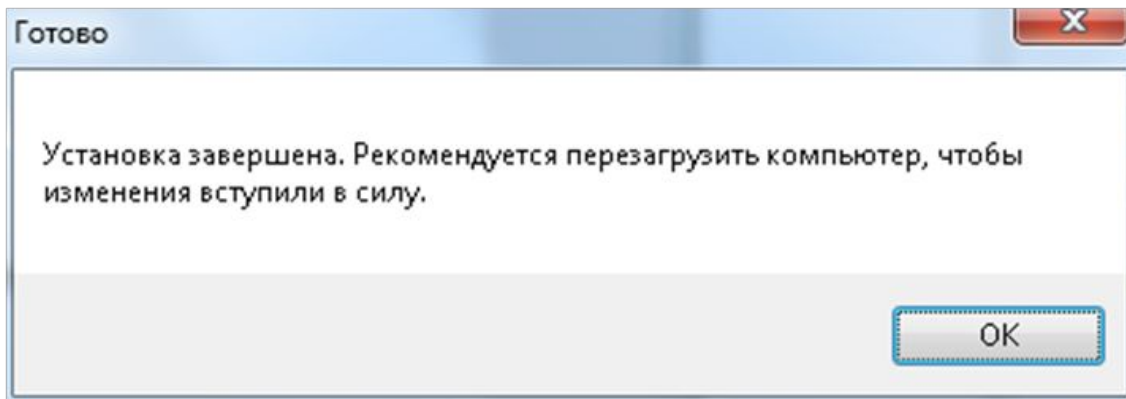 Готово
Установка завершена. Рекомендуется перезагрузить компьютер, чтобы
изменения вступили в силу.
OK